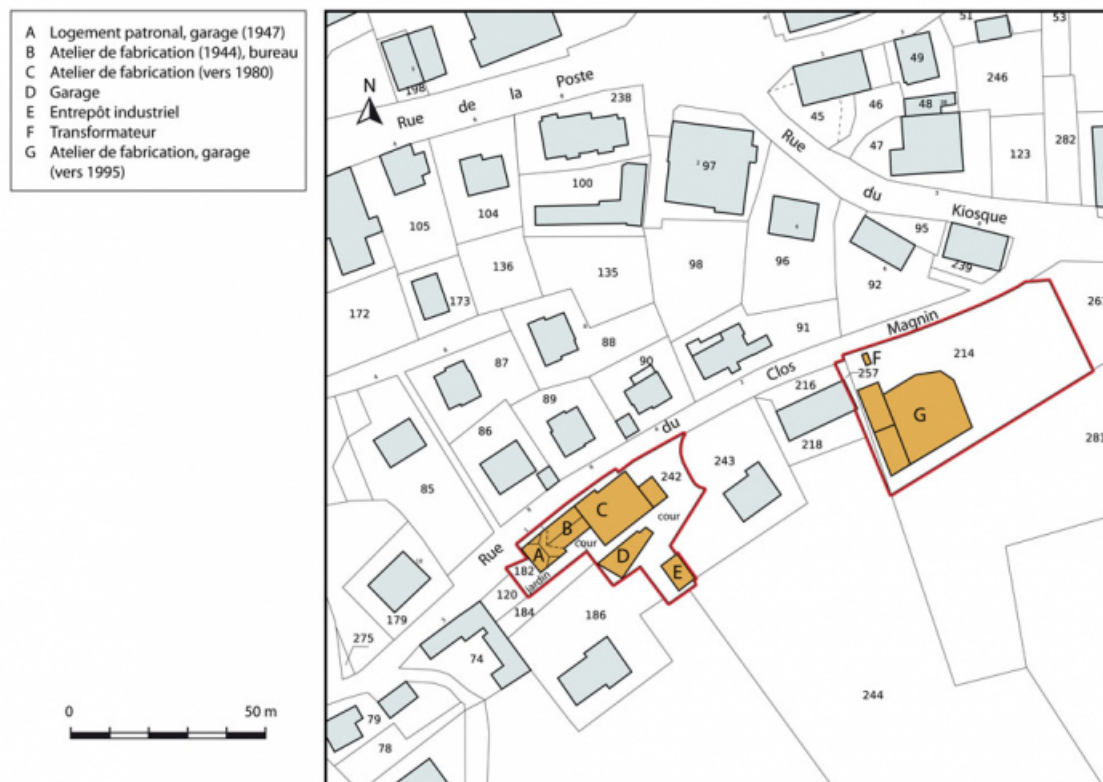 A Logement patronal, garage (1947)
B Atelier de fabrication (1944), bureau
C Atelier de fabrication (vers 1980)
D Garage
E Entrepôt industriel
F Transformateur
G Atelier de fabrication, garage
(vers 1995)
0 50 m
N
Rue de la Poste
Rue du Kiosque
Rue du Clos Magnin
198
238
51
53
49
246
46
48
45
47
123
282
97
100
105
104
136
135
98
96
95
239
92
172
173
88
91
87
90
89
86
85
216
218
257
F
214
G
281
243
242
C
B
A
cour
cour
D
E
182
jardin
120
184
186
179
275
74
79
78
244